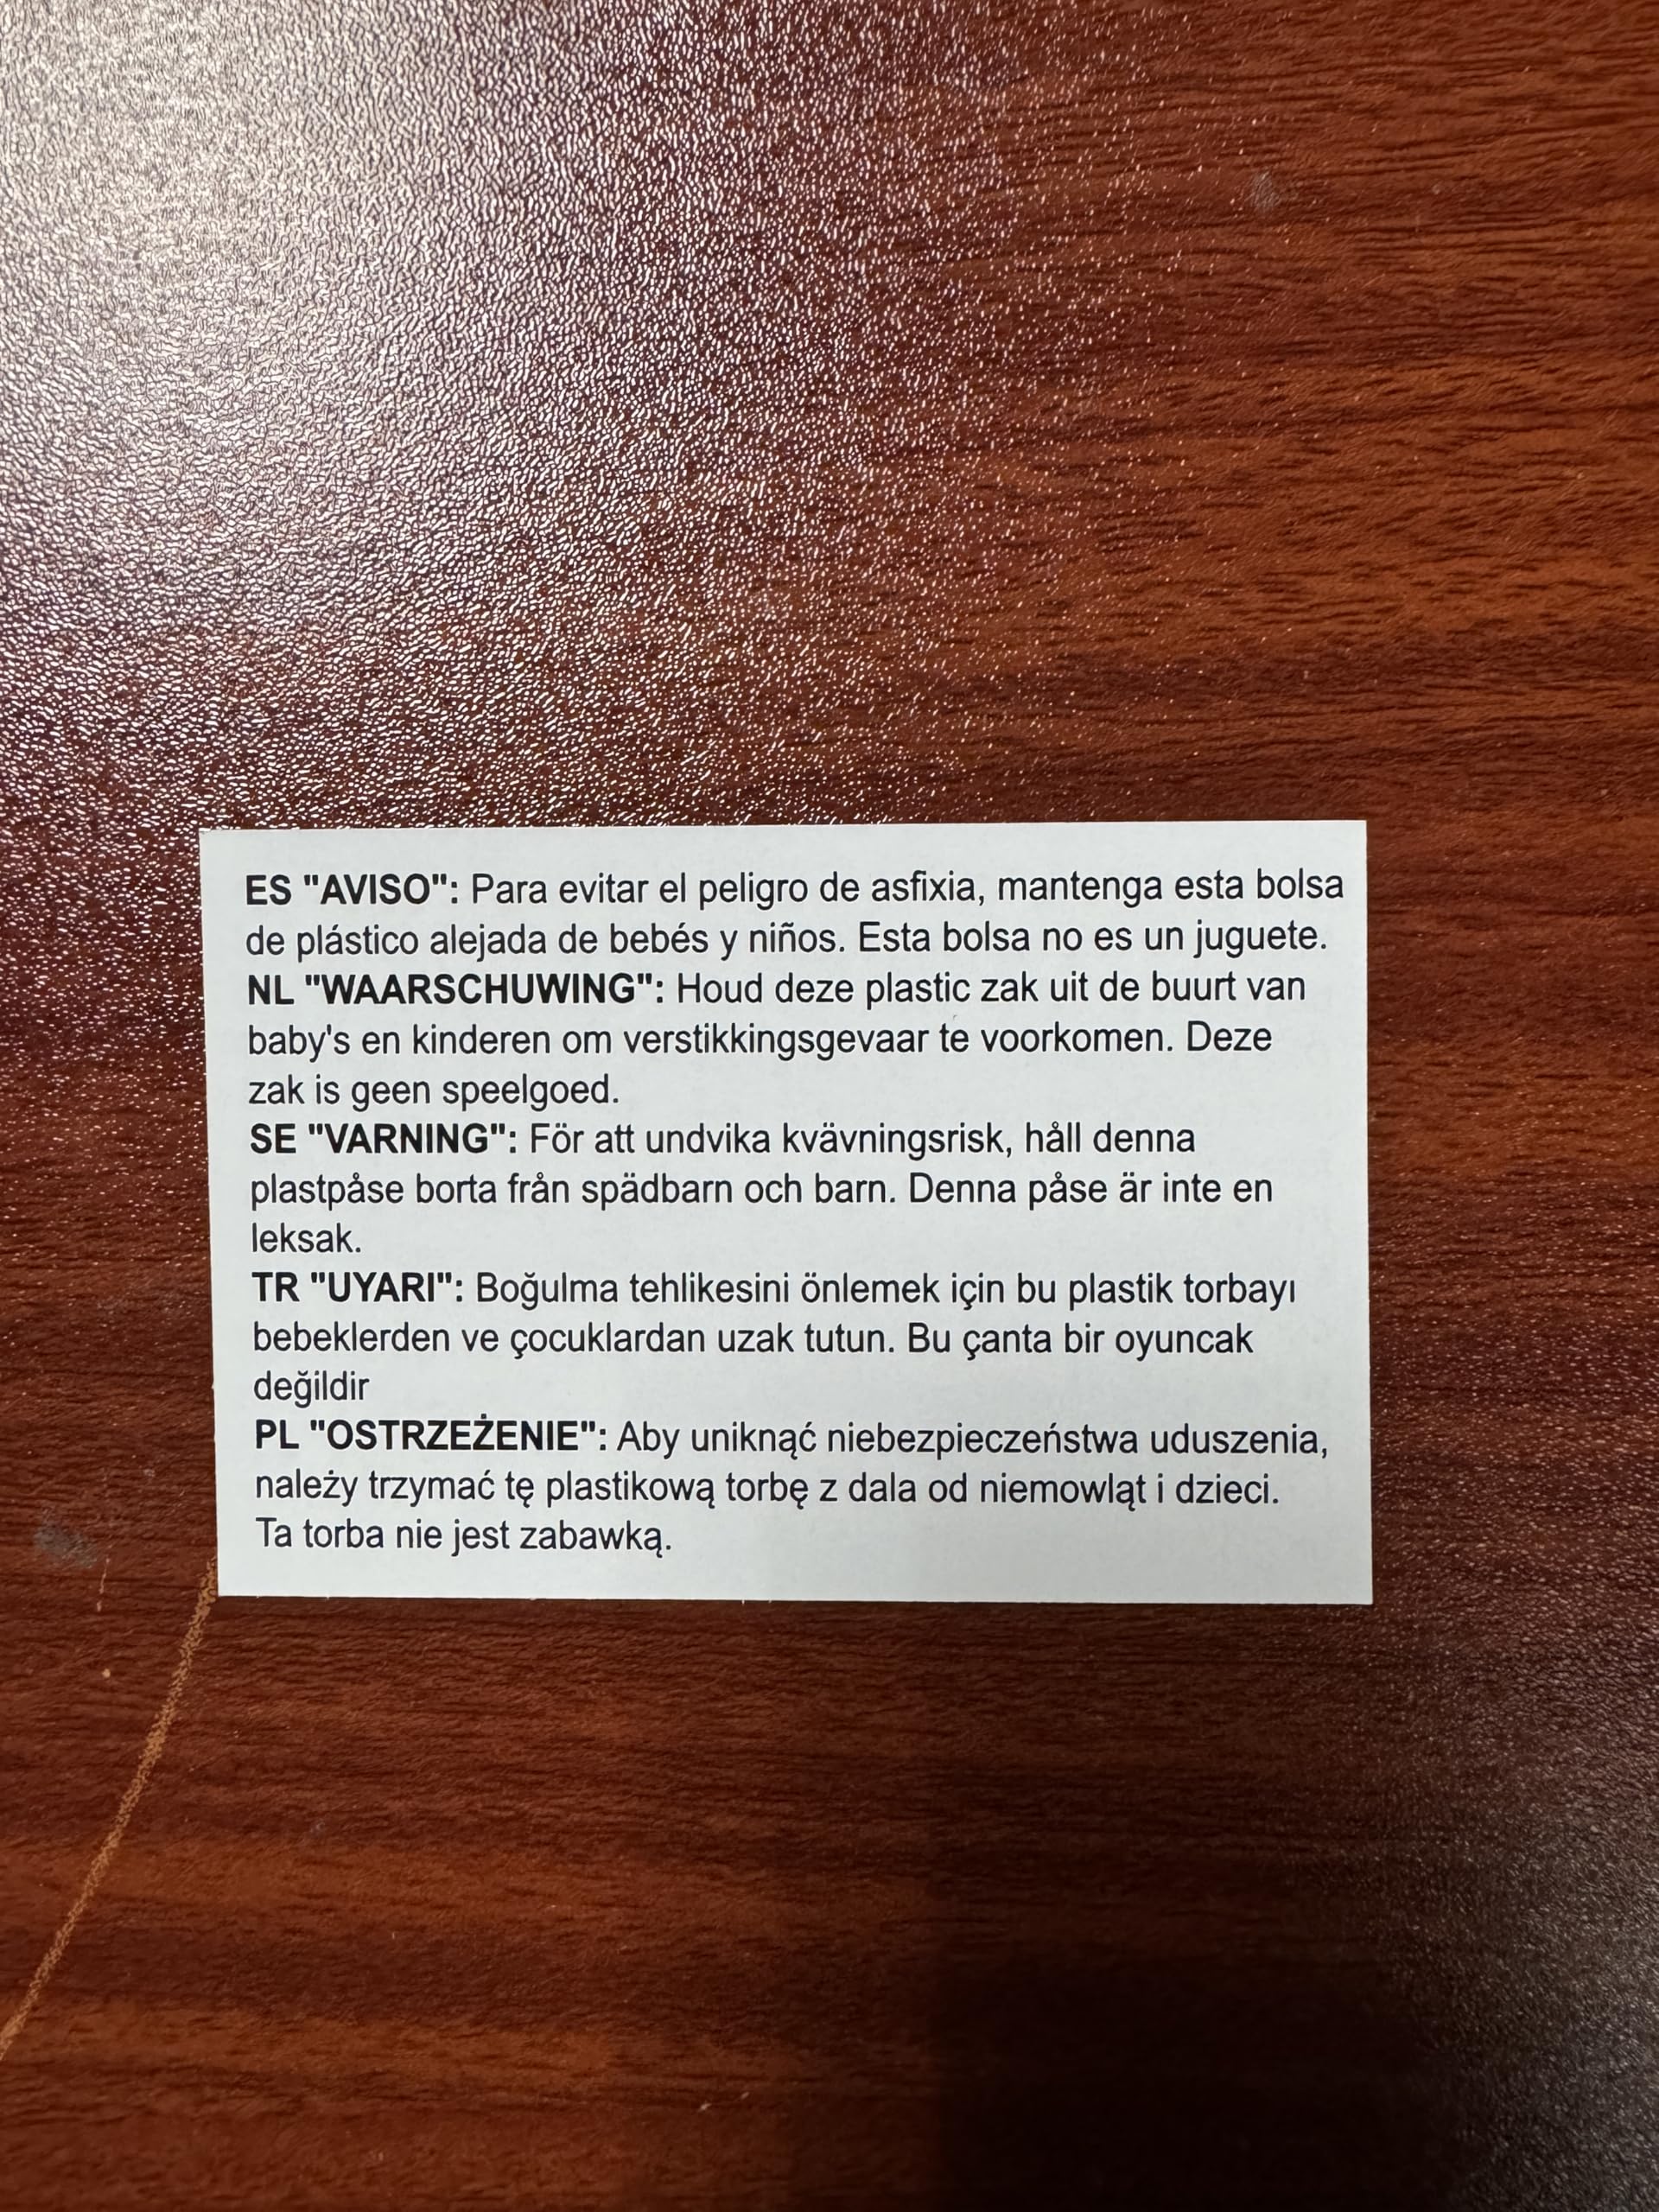 ES "AVISO": Para evitar el peligro de asfixia, mantenga esta bolsa
de plástico alejada de bebés y niños. Esta bolsa no es un juguete.
NL "WAARSCHUWING": Houd deze plastic zak uit de buurt van
baby's en kinderen om verstikkingsgevaar te voorkomen. Deze
zak is geen speelgoed.
SE "VARNING": För att undvika kvävningsrisk, håll denna
plastpåse borta från spädbarn och barn. Denna påse är inte en
leksak.
TR "UYARI": Boğulma tehlikesini önlemek için bu plastik torbayı
bebeklerden ve çocuklardan uzak tutun. Bu çanta bir oyuncak
değildir
PL "OSTRZEŻENIE": Aby uniknąć niebezpieczeństwa uduszenia,
należy trzymać tę plastikową torbę z dala od niemowląt i dzieci.
Ta torba nie jest zabawką.